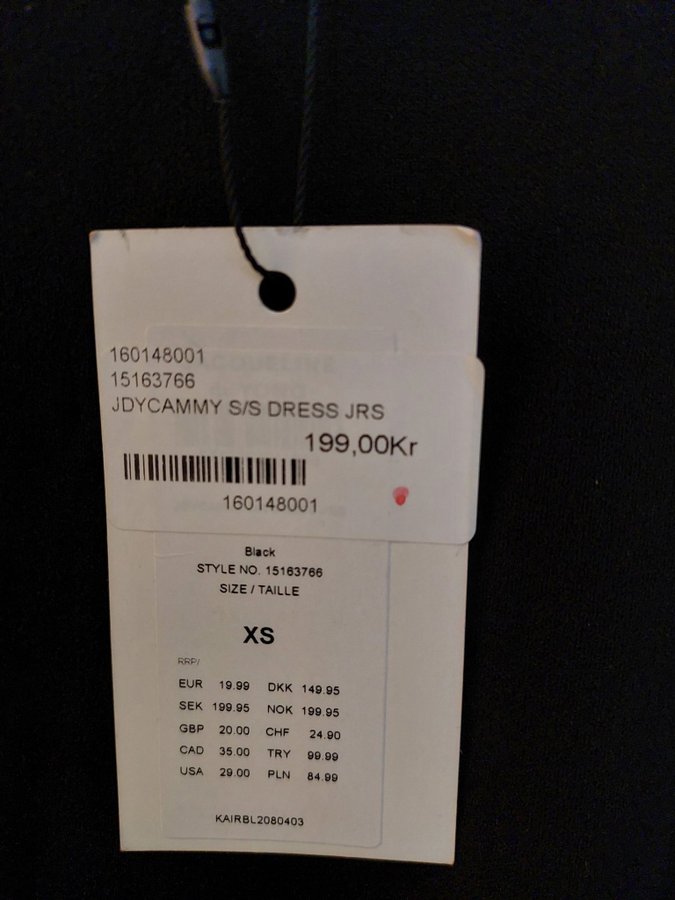 160148001
15163766
JDYCAMMY S/S DRESS JRS
199,00Kr
160148001
Black
STYLE NO. 15163766
SIZE / TAILLE
XS
RRP/
EUR 19.99 DKK 149.95
SEK 199.95 NOK 199.95
GBP 20.00 CHF 24.90
CAD 35.00 TRY 99.99
USA 29.00 PLN 84.99
KAIRBL2080403